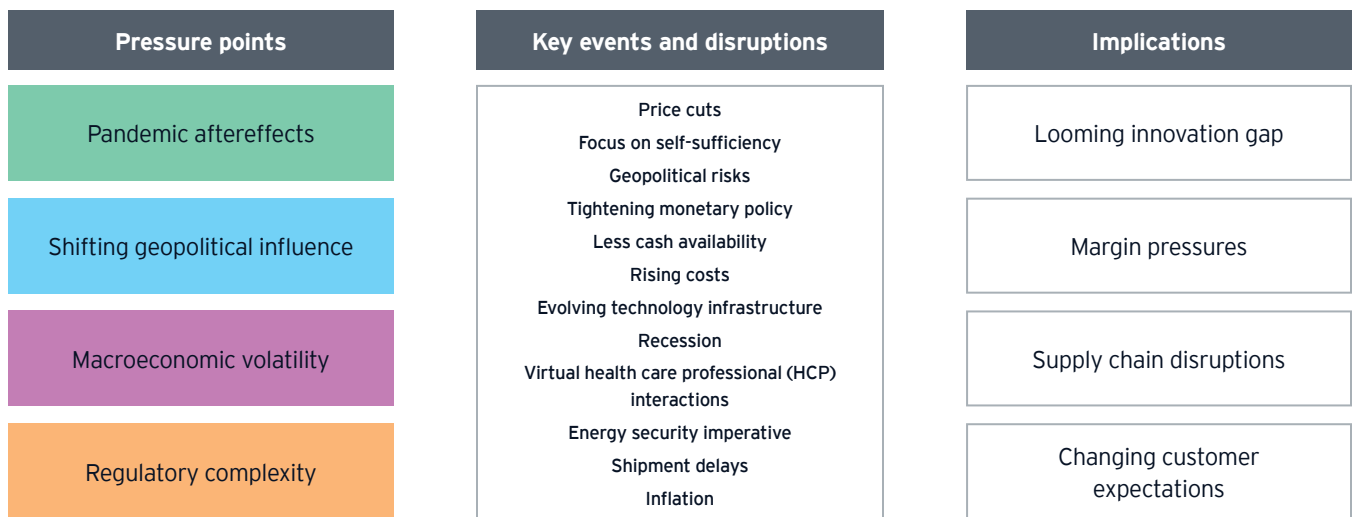 Pressure points
Pandemic aftereffects
Shifting geopolitical influence
Macroeconomic volatility
Regulatory complexity
Key events and disruptions
Price cuts
Focus on self-sufficiency
Geopolitical risks
Tightening monetary policy
Less cash availability
Rising costs
Evolving technology infrastructure
Recession
Virtual health care professional (HCP)
interactions
Energy security imperative
Shipment delays
Inflation
Implications
Looming innovation gap
Margin pressures
Supply chain disruptions
Changing customer
expectations